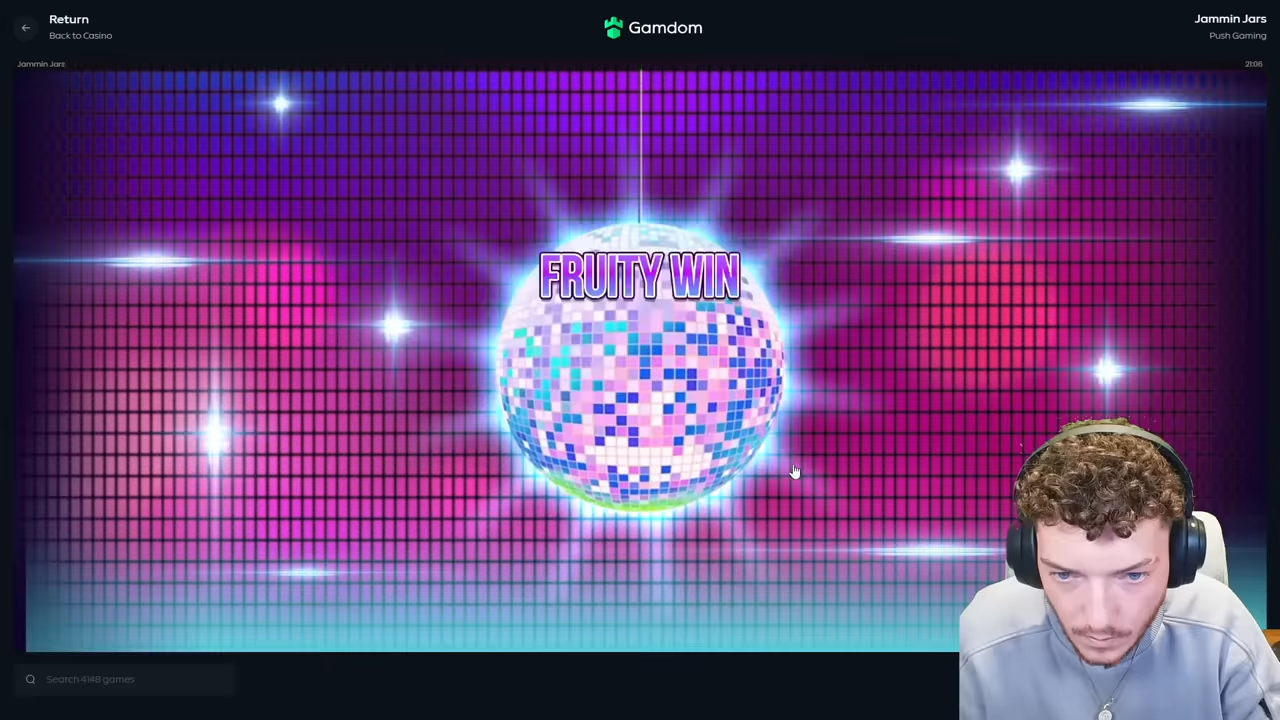 Return
Back to Casino
Gamdom
Jammin Jars
Push Gaming
Jammin Jars
21:06
FRUITY WIN
Search 4148 games